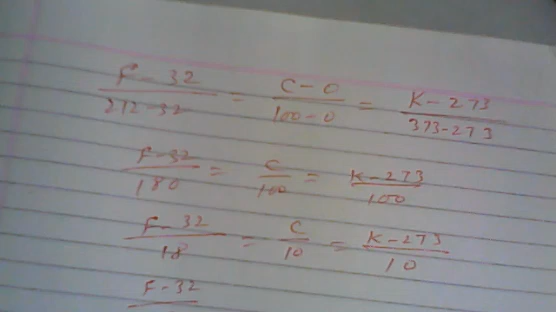 F-32/212-32 = C-0/100-0 = K-273/373-273
F-32/180 = C/100 = K-273/100
F-32/18 = C/10 = K-273/10
F-32